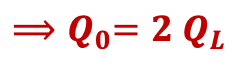 ⟹ Q₀= 2 Q_L